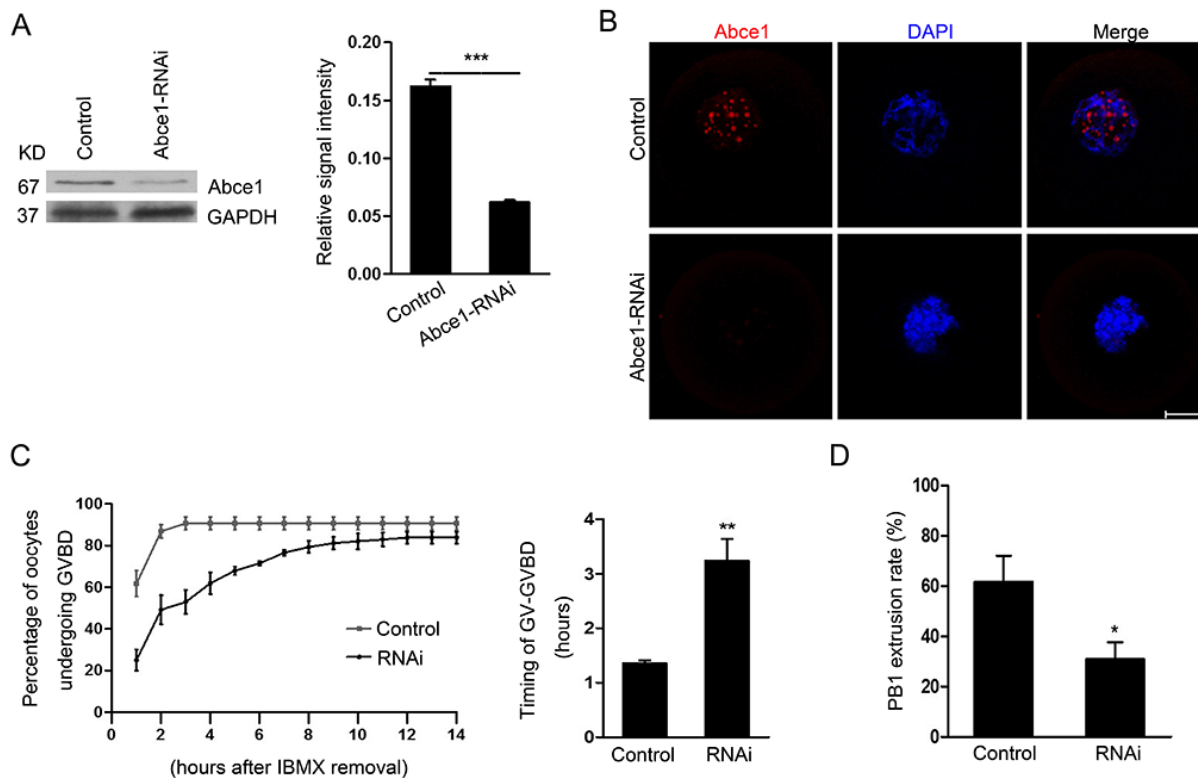 A
KD
Control
Abce1-RNAi
67
Abce1
37
GAPDH
Relative signal intensity
0.15
0.10
0.05
0.00
***
Control
Abce1-RNAi
B
Abce1
DAPI
Merge
Control
Abce1-RNAi
C
Percentage of oocytes
undergoing GVBD
100
80
60
40
20
0
Control
RNAi
0 2 4 6 8 10 12 14
(hours after IBMX removal)
Timing of GV-GVBD
(hours)
4
3
2
1
0
**
Control RNAi
D
PB1 extrusion rate (%)
100
80
60
40
20
0
*
Control RNAi